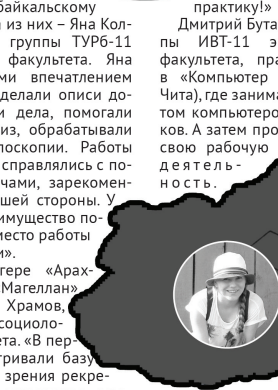 байкальскому
из них – Яна Кол-
группы ТУРб-11
факультета. Яна
ми впечатлением
делали описи до-
и дела, помогали
из, обрабатывали
лоскопии. Работы
справлялись с по-
чами, зарекомен-
шей стороны. У
имущество по-
место работы
и».
гере «Арах-
Магеллан»
Храмов,
социоло-
ета. «В пер-
тривали базу
зрения рекре-
практику!»
Дмитрий Бута
пы ИВТ-11 э
факультета, пра
в «Компьютер
Чита), где занима
том компьютеро
ков. А затем про
свою рабочую
деятель-
ность.